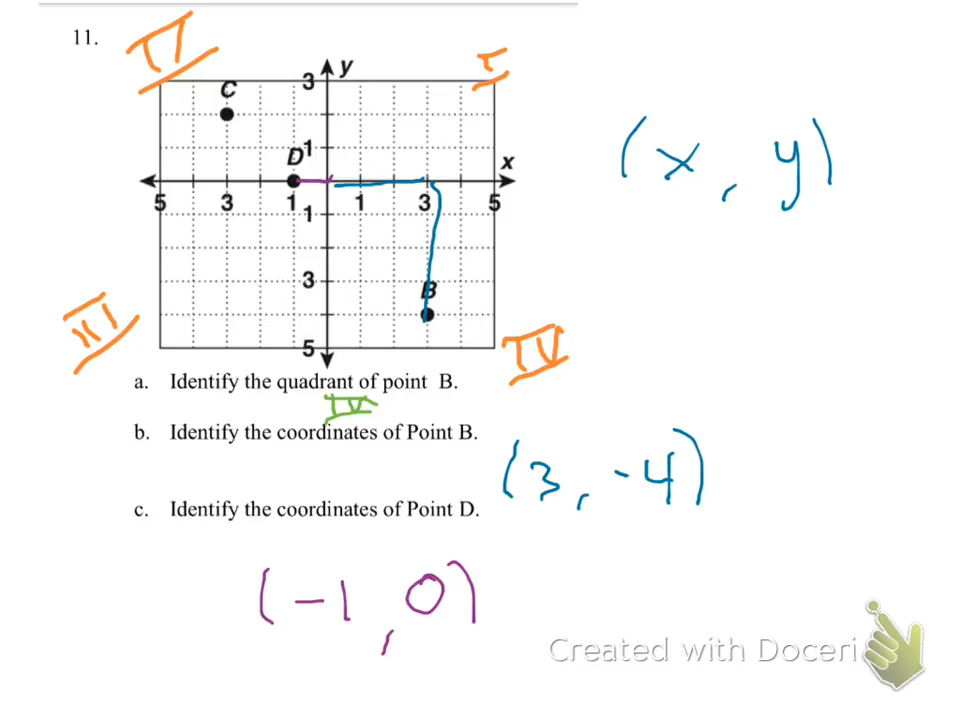 11.
II
I
3 y
C
(x, y)
D 1
x
5 3 1 1 3 5
1
3
B
III
5
IV
a. Identify the quadrant of point B.
IV
b. Identify the coordinates of Point B.
(3, -4)
c. Identify the coordinates of Point D.
(-1, 0)
Created with Doceri